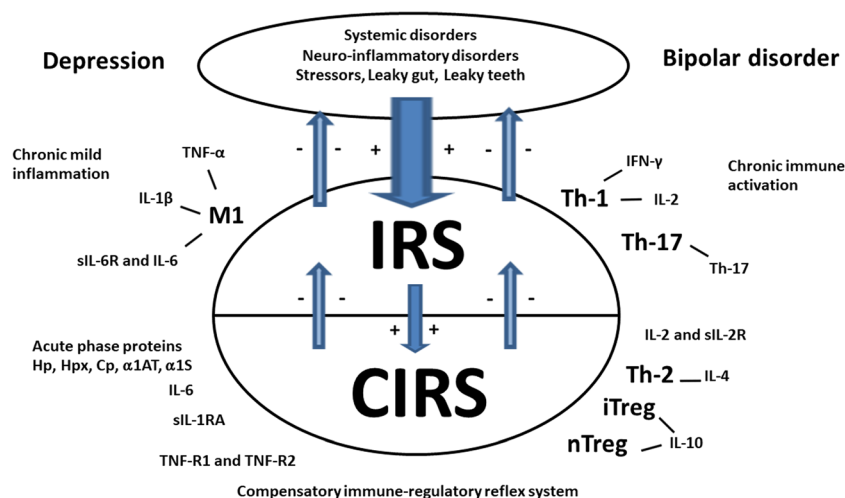 Systemic disorders
Neuro-inflammatory disorders
Stressors, Leaky gut, Leaky teeth
Depression
Bipolar disorder
- - + + - -
Chronic mild
inflammation
TNF-α
IL-1β
M1
sIL-6R and IL-6
IFN-γ
Th-1
IL-2
Chronic immune
activation
Th-17
Th-17
IRS
- - - -
+ +
CIRS
Acute phase proteins
Hp, Hpx, Cp, α1AT, α1S
IL-6
sIL-1RA
TNF-R1 and TNF-R2
IL-2 and sIL-2R
Th-2
IL-4
iTreg
nTreg
IL-10
Compensatory immune-regulatory reflex system